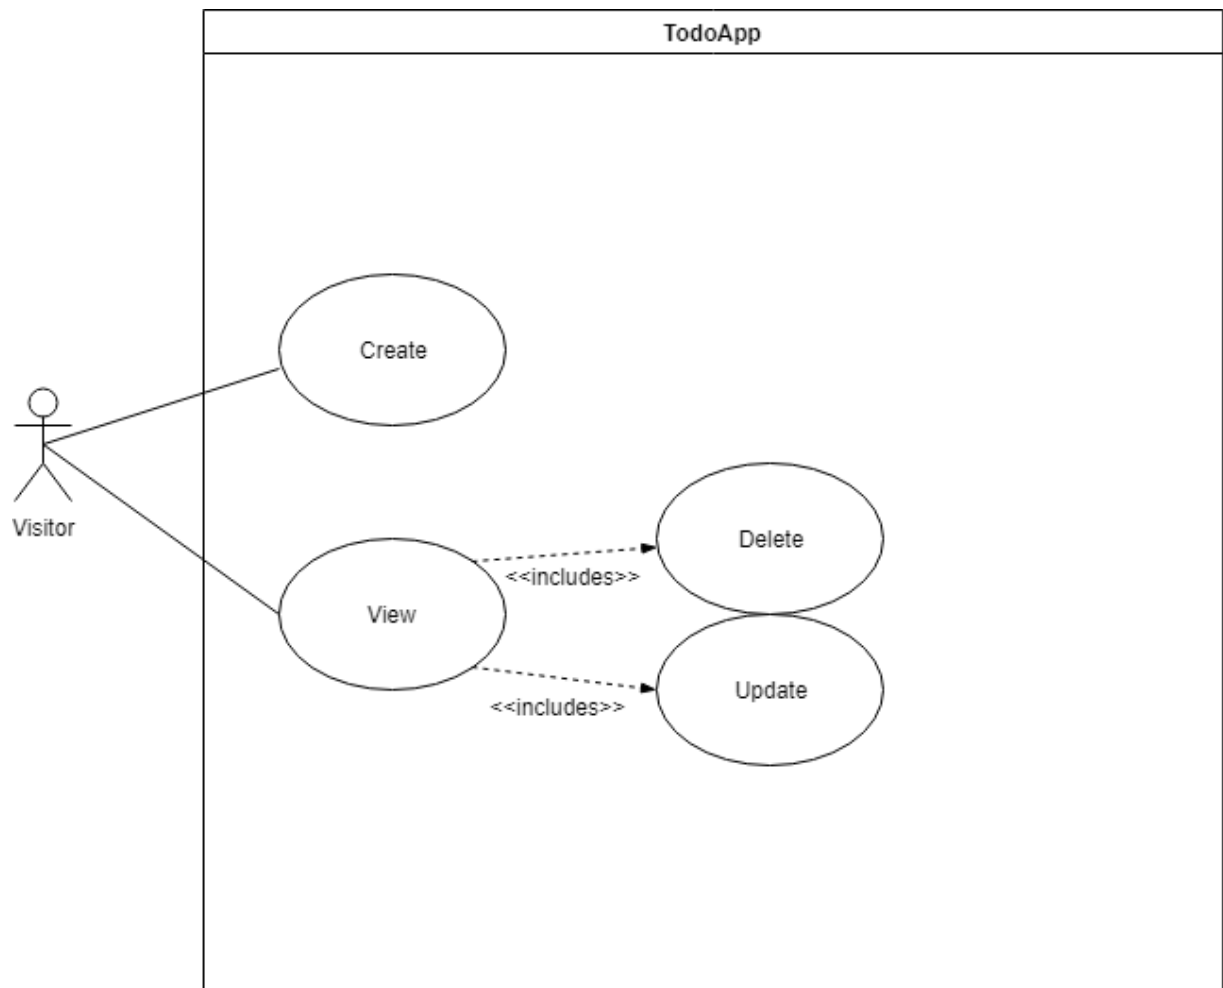 TodoApp
Create
Visitor
Delete
<<includes>>
View
Update
<<includes>>